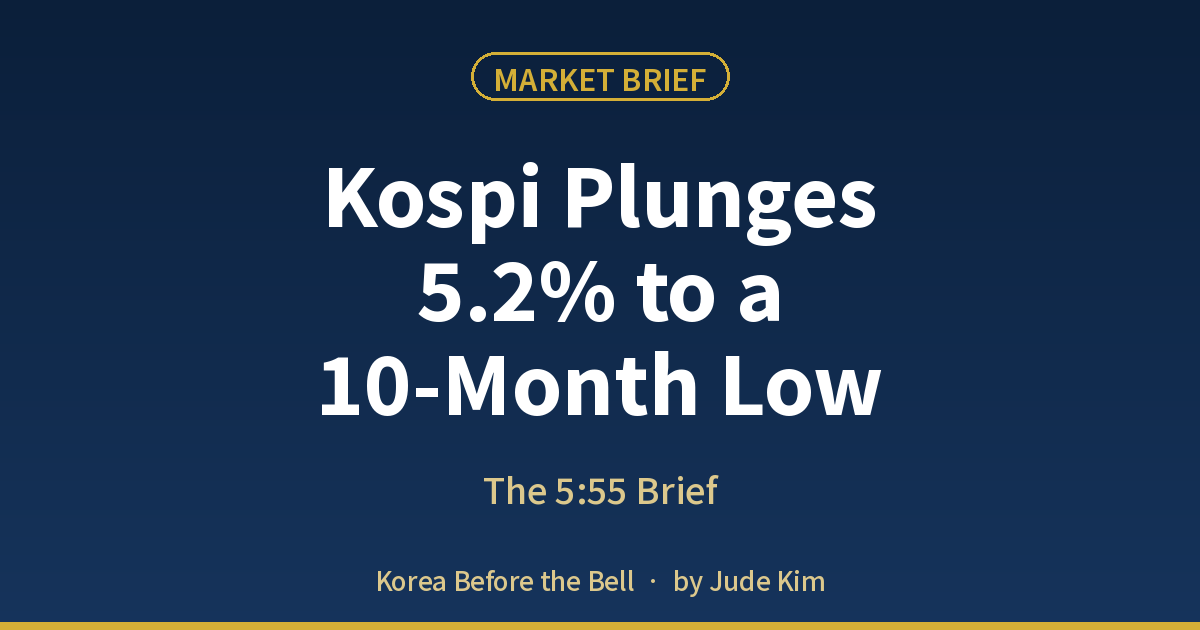 MARKET BRIEF
Kospi Plunges
5.2% to a
10-Month Low
The 5:55 Brief
Korea Before the Bell · by Jude Kim